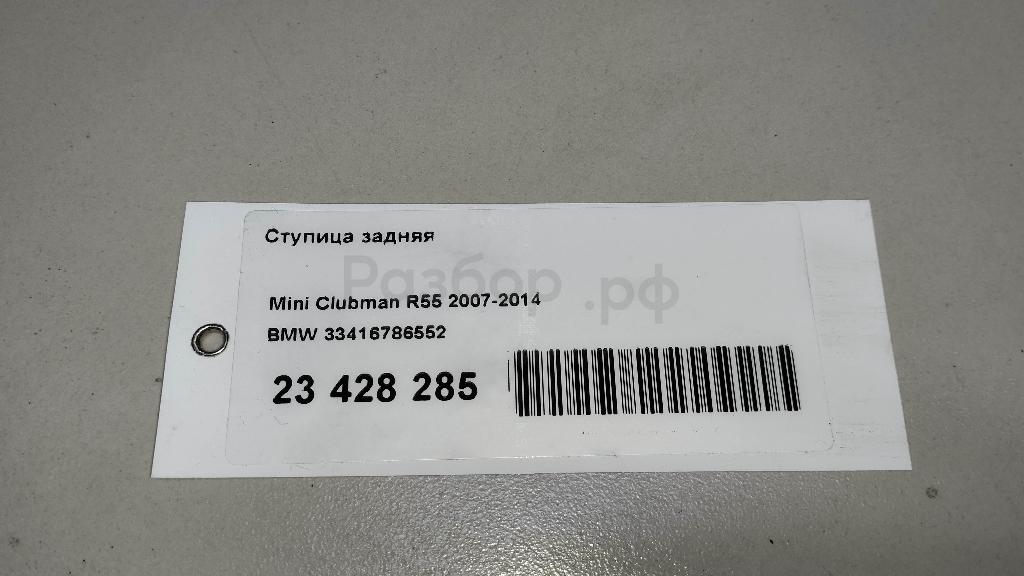 Ступица задняя
Разбор.рф
Mini Clubman R55 2007-2014
BMW 33416786552
23 428 285